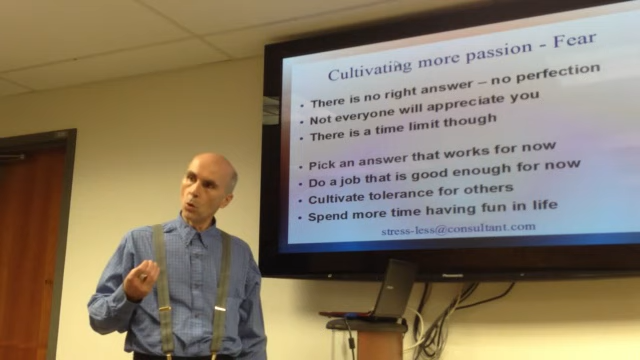 Cultivating more passion - Fear
• There is no right answer – no perfection
• Not everyone will appreciate you
• There is a time limit though
• Pick an answer that works for now
• Do a job that is good enough for now
• Cultivate tolerance for others
• Spend more time having fun in life
stress-less@consultant.com
Panasonic